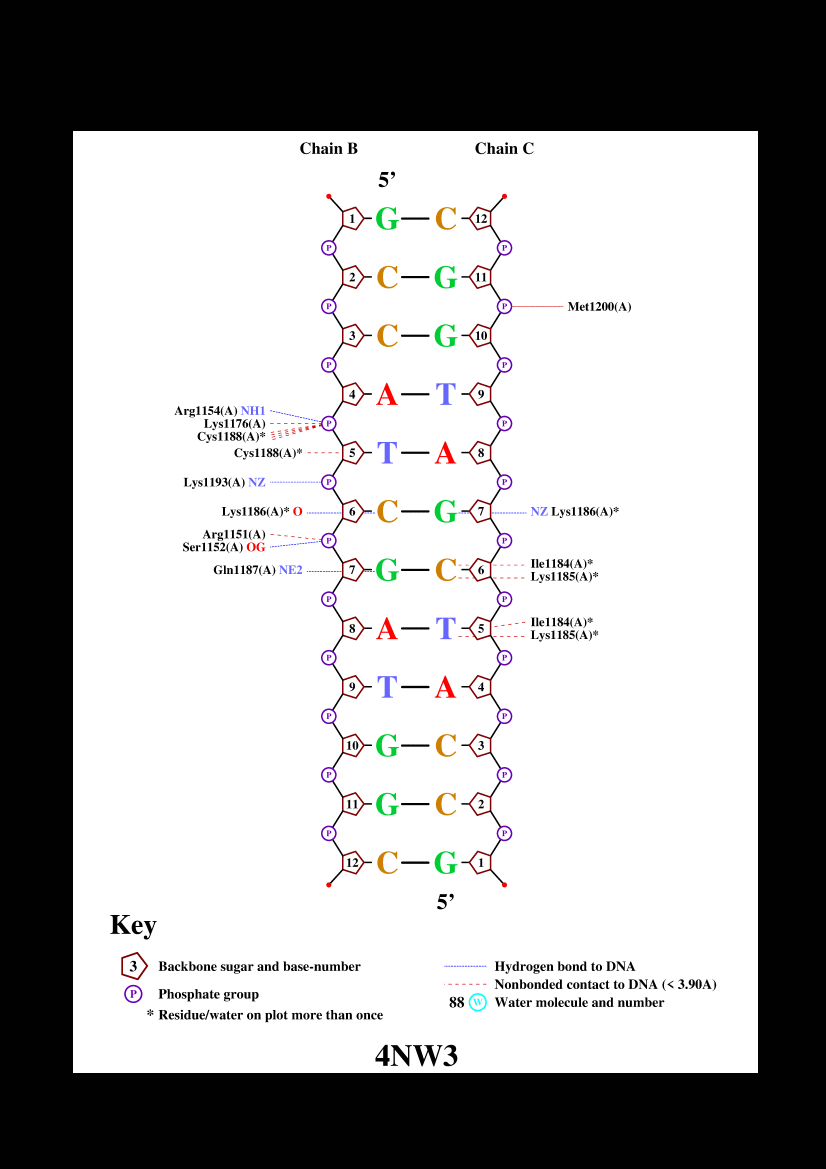 Chain B Chain C
5’
1 G C 12
P P
2 C G 11
P P Met1200(A)
3 C G 10
P P
4 A T 9
Arg1154(A) NH1
Lys1176(A) P P
Cys1188(A)*
Cys1188(A)* 5 T A 8
Lys1193(A) NZ P P
Lys1186(A)* O 6 C G 7 NZ Lys1186(A)*
Arg1151(A) P P
Ser1152(A) OG
Ile1184(A)*
Gln1187(A) NE2 7 G C 6
Lys1185(A)*
P P
Ile1184(A)*
8 A T 5
Lys1185(A)*
P P
9 T A 4
P P
10 G C 3
P P
11 G C 2
P P
12 C G 1
5’
Key
3 Backbone sugar and base-number
P Phosphate group
* Residue/water on plot more than once
Hydrogen bond to DNA
Nonbonded contact to DNA (< 3.90A)
88 W Water molecule and number
4NW3